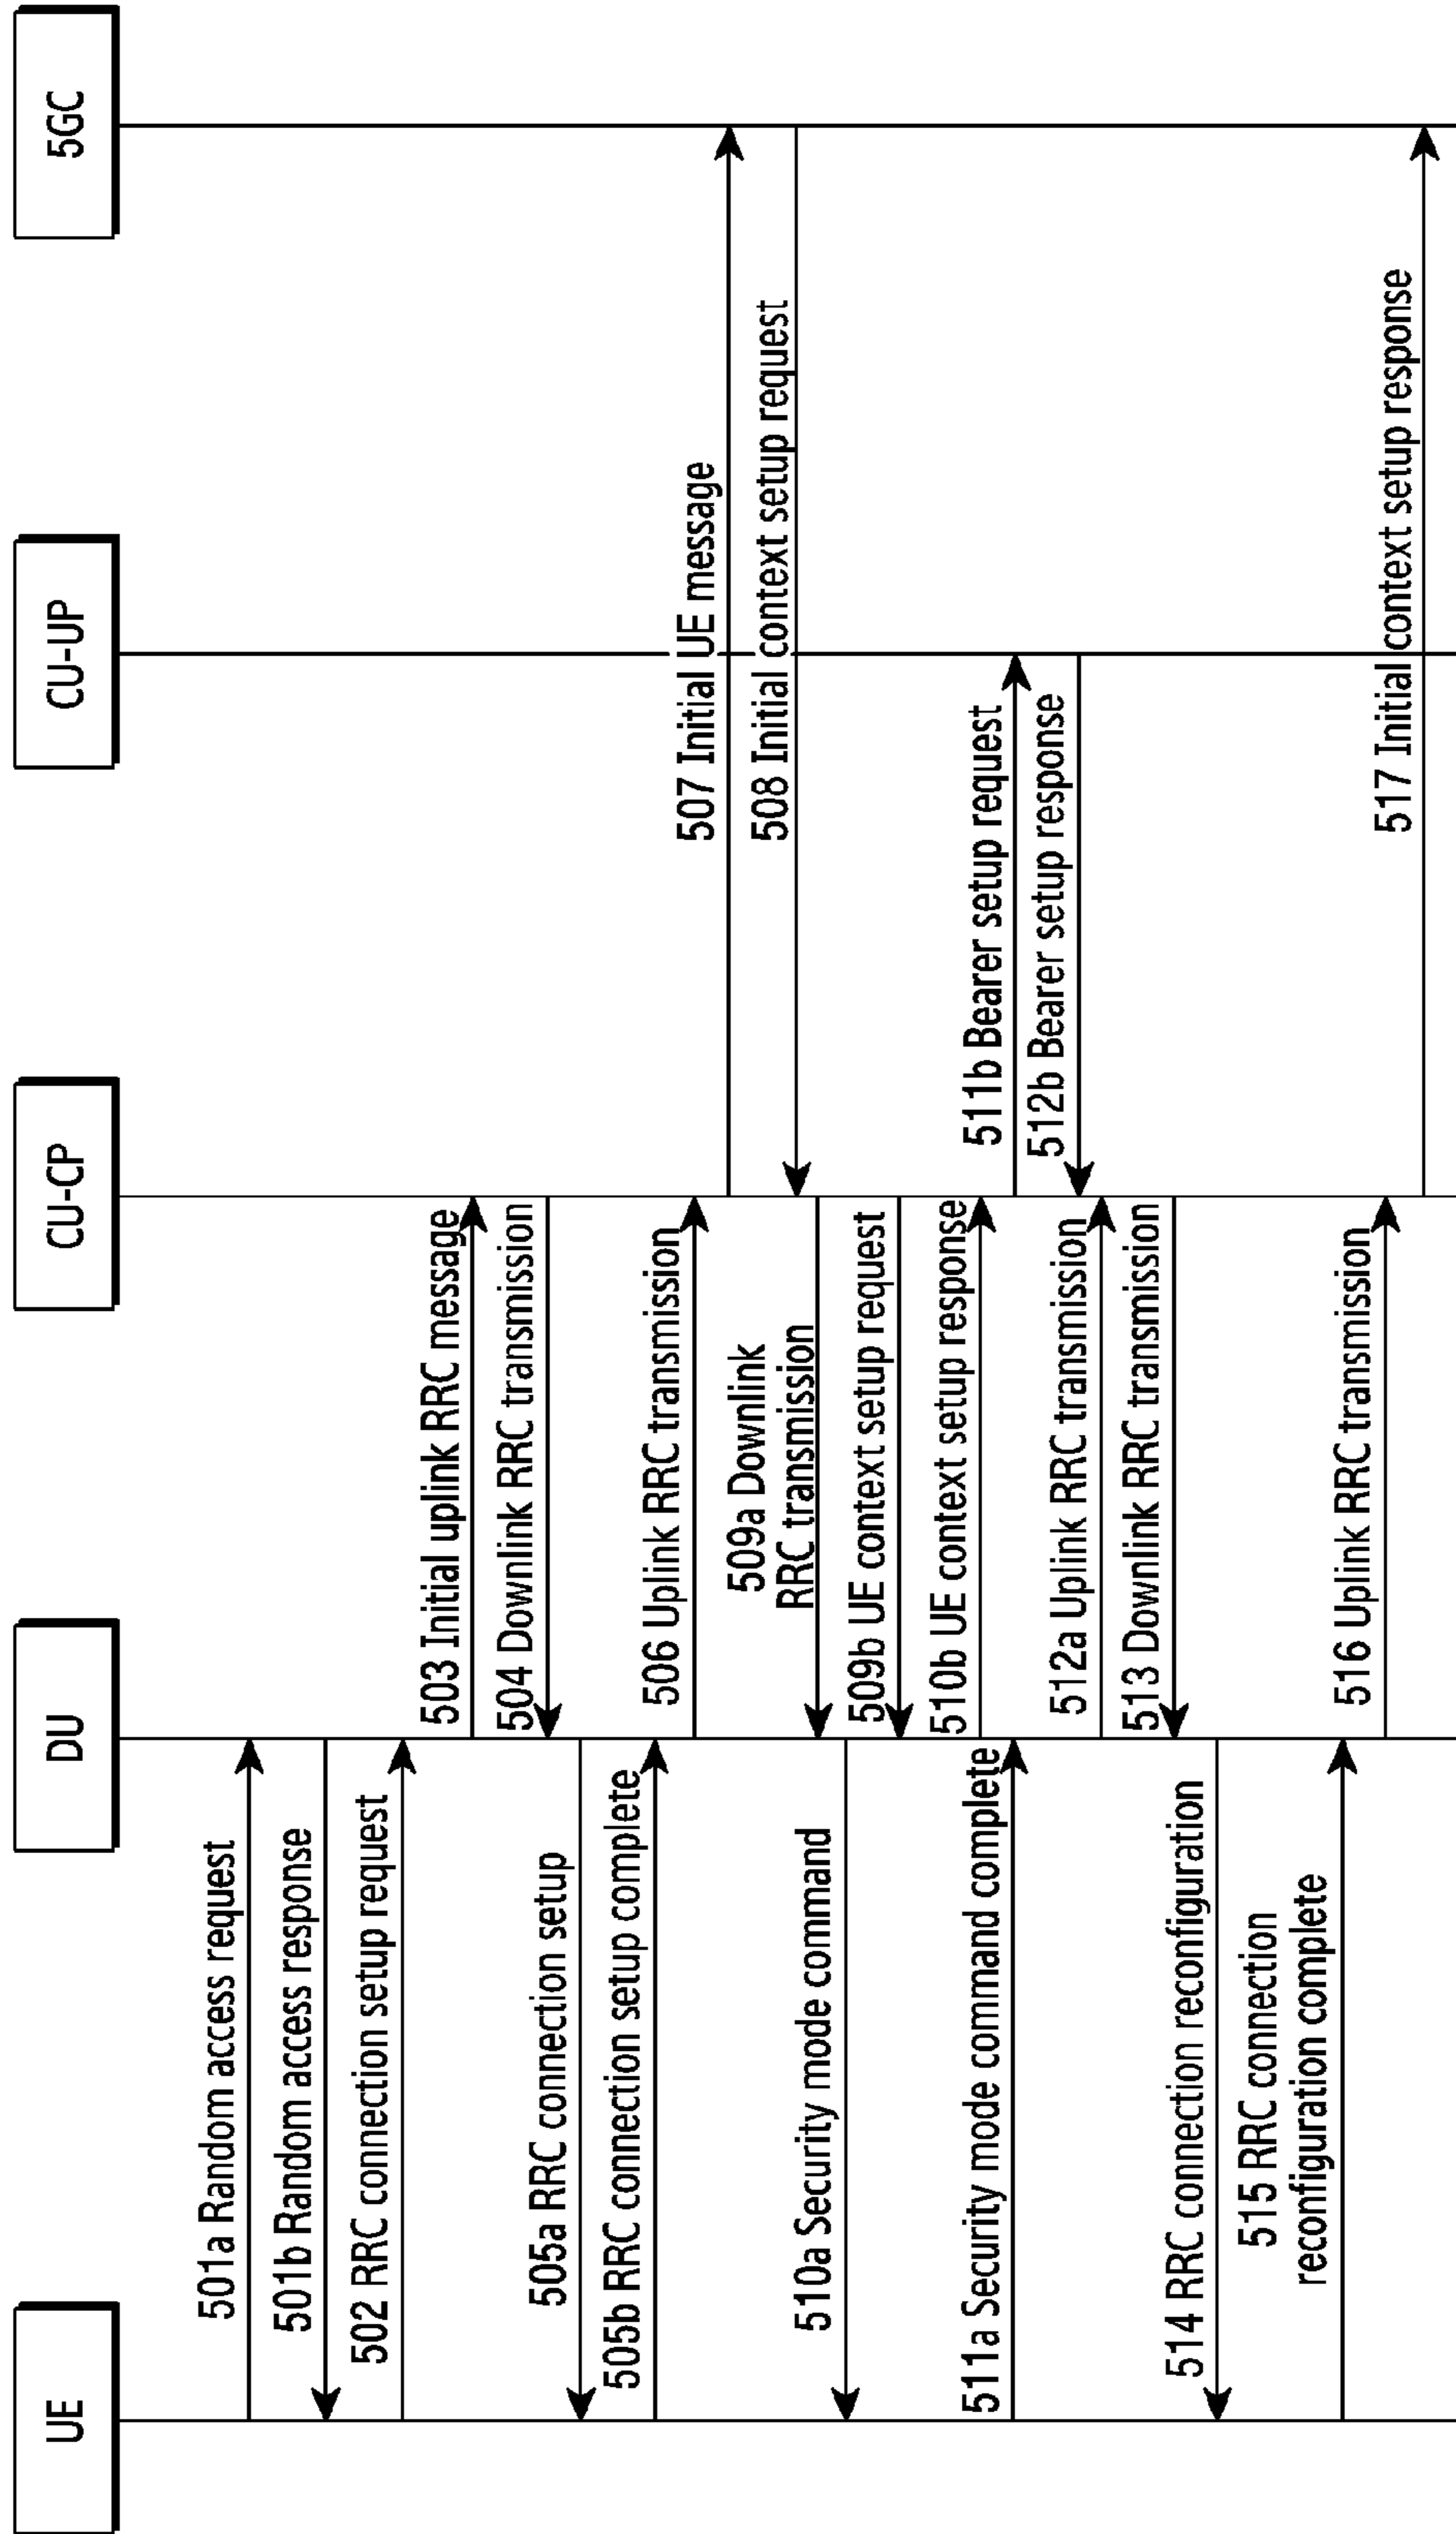 UE
DU
CU-CP
CU-UP
5GC
501a Random access request
501b Random access response
502 RRC connection setup request
503 Initial uplink RRC message
504 Downlink RRC transmission
505a RRC connection setup
505b RRC connection setup complete
506 Uplink RRC transmission
507 Initial UE message
508 Initial context setup request
509a Downlink
RRC transmission
510a Security mode command
509b UE context setup request
510b UE context setup response
511a Security mode command complete
511b Bearer setup request
512b Bearer setup response
512a Uplink RRC transmission
513 Downlink RRC transmission
514 RRC connection reconfiguration
515 RRC connection
reconfiguration complete
516 Uplink RRC transmission
517 Initial context setup response